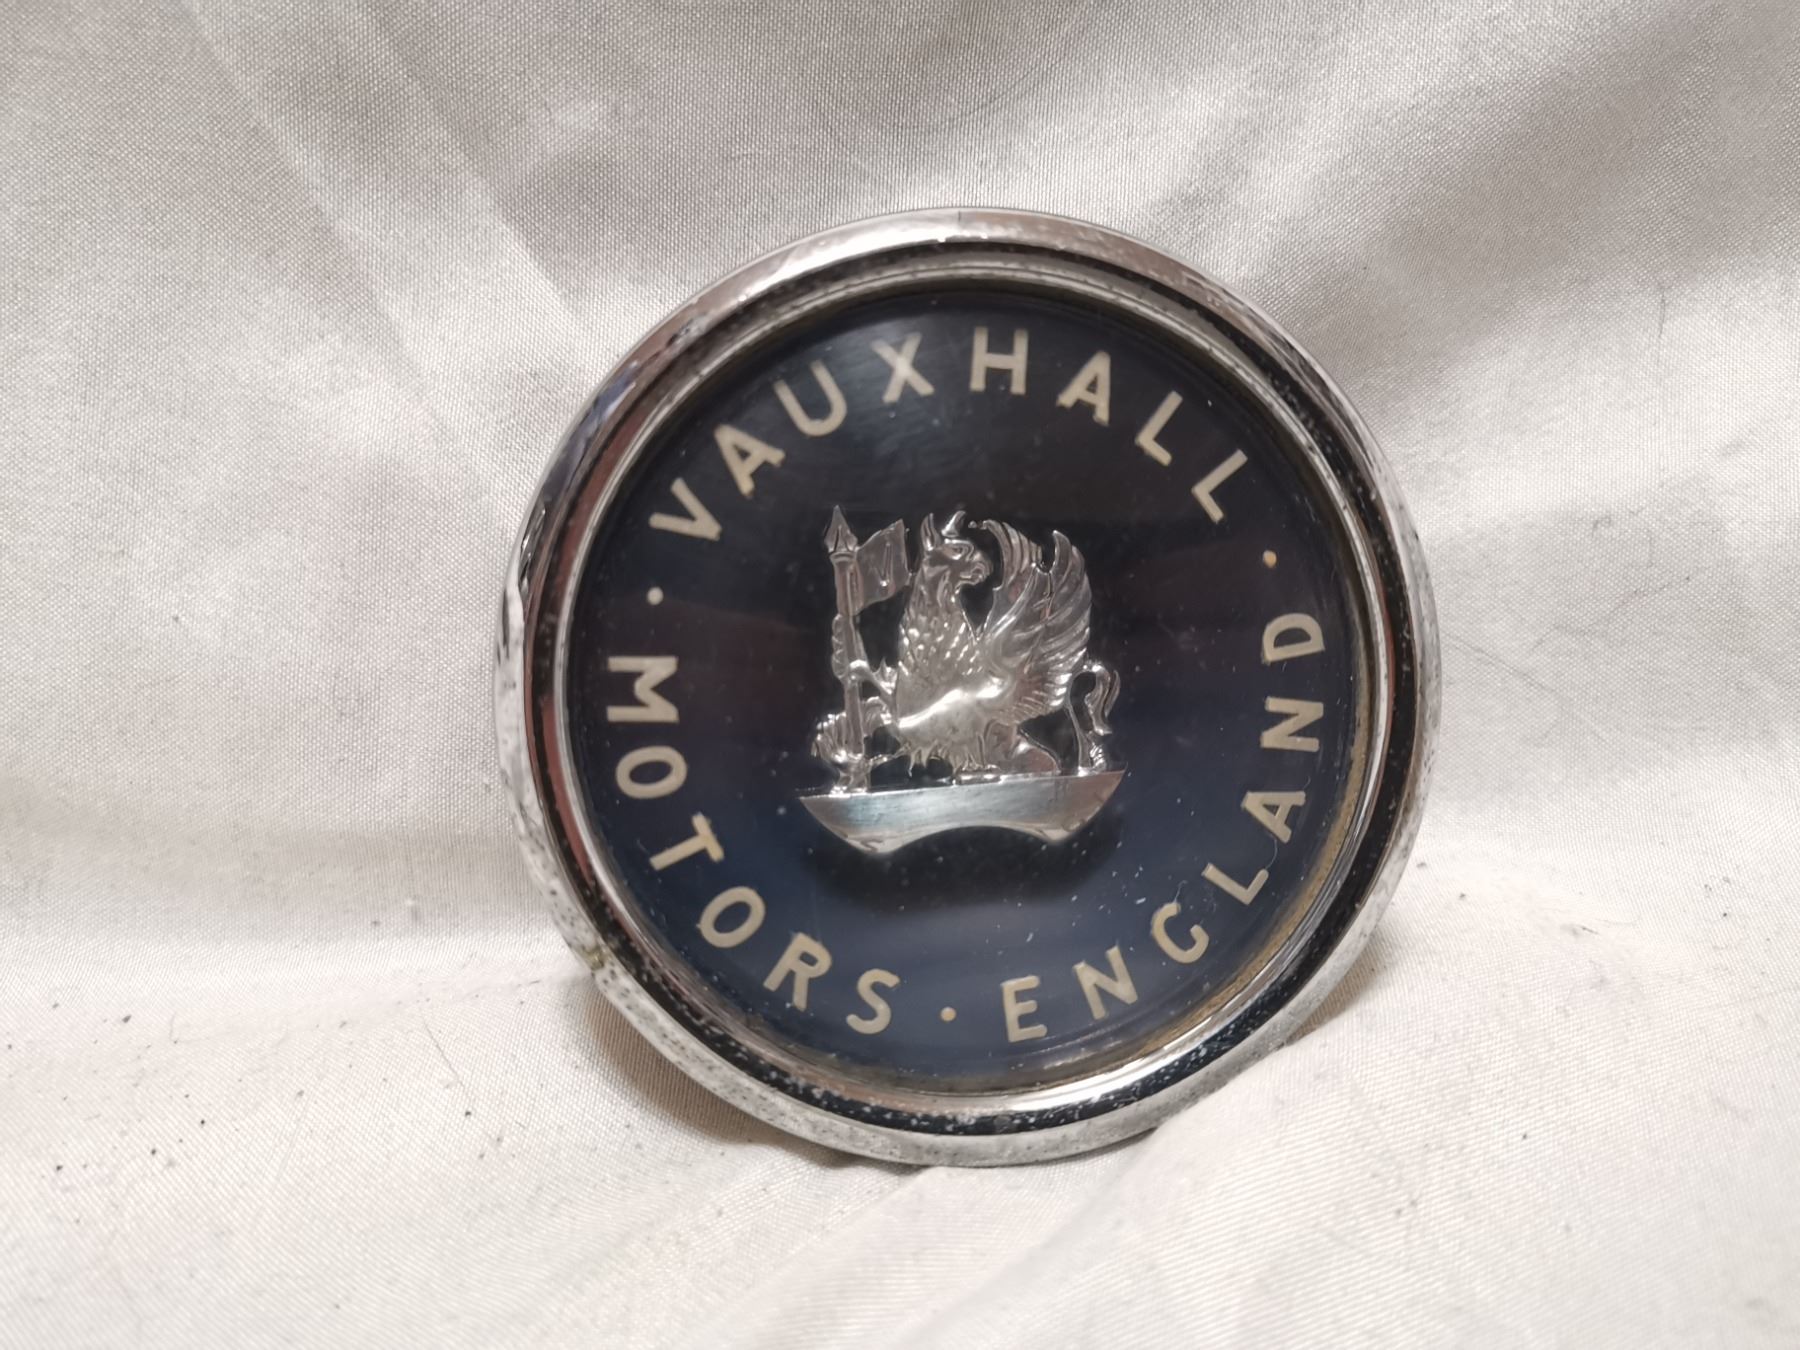 · VAUXHALL ·
MOTORS · ENGLAND
V